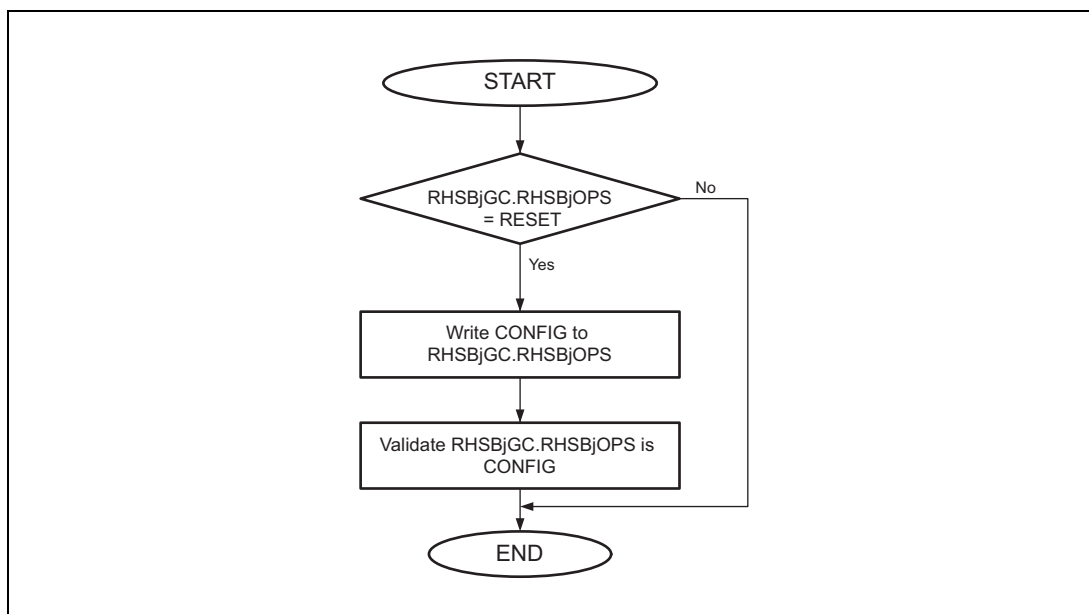 START
RHSBjGC.RHSBjOPS
= RESET
No
Yes
Write CONFIG to
RHSBjGC.RHSBjOPS
Validate RHSBjGC.RHSBjOPS is
CONFIG
END